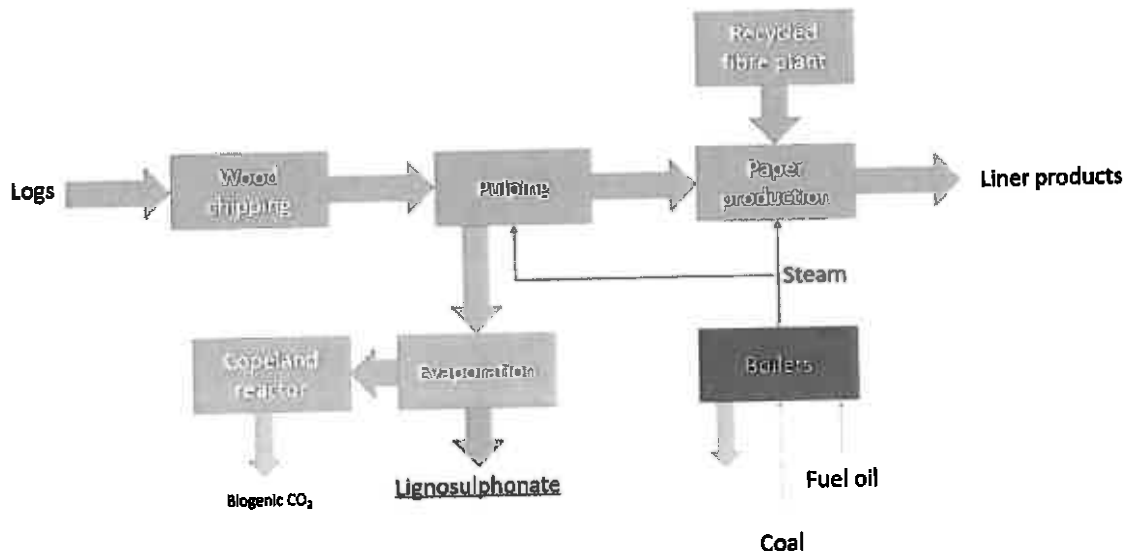 Recycled
fibre plant
Logs
Wood
chipping
Pulping
Paper
production
Liner products
Steam
Copeland
reactor
Evaporation
Boilers
Biogenic CO₂
Lignosulphonate
Fuel oil
Coal